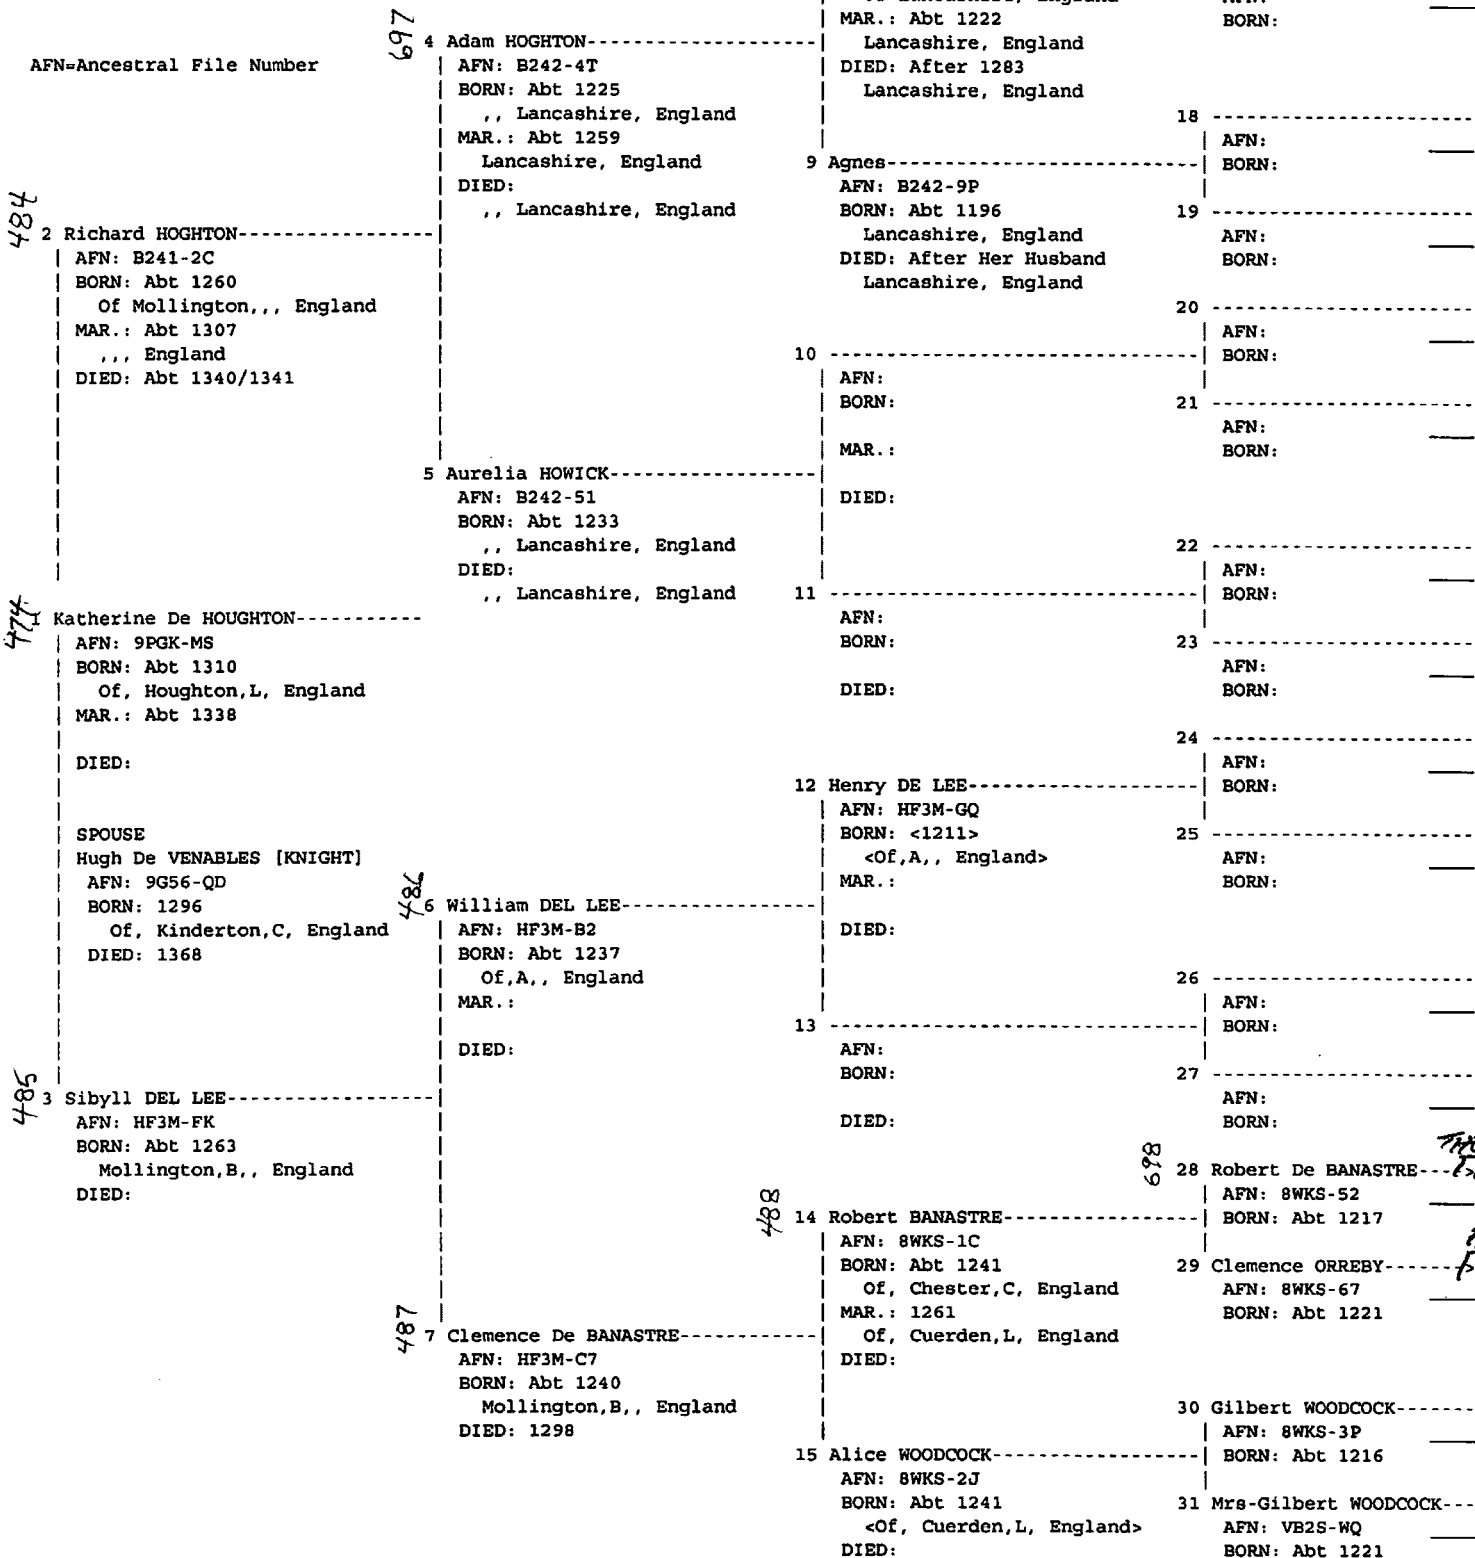 AFN=Ancestral File Number
484
2 Richard HOGHTON
AFN: B241-2C
BORN: Abt 1260
Of Mollington,,, England
MAR.: Abt 1307
,,, England
DIED: Abt 1340/1341
474
Katherine De HOUGHTON
AFN: 9PGK-MS
BORN: Abt 1310
Of, Houghton,L, England
MAR.: Abt 1338
DIED:
SPOUSE
Hugh De VENABLES [KNIGHT]
AFN: 9G56-QD
BORN: 1296
Of, Kinderton,C, England
DIED: 1368
485
3 Sibyll DEL LEE
AFN: HF3M-FK
BORN: Abt 1263
Mollington,B,, England
DIED:
697
4 Adam HOGHTON
AFN: B242-4T
BORN: Abt 1225
,, Lancashire, England
MAR.: Abt 1259
Lancashire, England
DIED:
,, Lancashire, England
5 Aurelia HOWICK
AFN: B242-51
BORN: Abt 1233
,, Lancashire, England
DIED:
,, Lancashire, England
486
6 William DEL LEE
AFN: HF3M-B2
BORN: Abt 1237
Of,A,, England
MAR.:
DIED:
487
7 Clemence De BANASTRE
AFN: HF3M-C7
BORN: Abt 1240
Mollington,B,, England
DIED: 1298
MAR.: Abt 1222
Lancashire, England
DIED: After 1283
Lancashire, England
9 Agnes
AFN: B242-9P
BORN: Abt 1196
Lancashire, England
DIED: After Her Husband
Lancashire, England
10
AFN:
BORN:
MAR.:
DIED:
11
AFN:
BORN:
DIED:
12 Henry DE LEE
AFN: HF3M-GQ
BORN: <1211>
<Of,A,, England>
MAR.:
DIED:
13
AFN:
BORN:
DIED:
488
14 Robert BANASTRE
AFN: 8WKS-1C
BORN: Abt 1241
Of, Chester,C, England
MAR.: 1261
Of, Cuerden,L, England
DIED:
15 Alice WOODCOCK
AFN: 8WKS-2J
BORN: Abt 1241
<Of, Cuerden,L, England>
DIED:
BORN:
18
AFN:
BORN:
19
AFN:
BORN:
20
AFN:
BORN:
21
AFN:
BORN:
22
AFN:
BORN:
23
AFN:
BORN:
24
AFN:
BORN:
25
AFN:
BORN:
26
AFN:
BORN:
27
AFN:
BORN:
698
28 Robert De BANASTRE
AFN: 8WKS-52
BORN: Abt 1217
29 Clemence ORREBY
AFN: 8WKS-67
BORN: Abt 1221
30 Gilbert WOODCOCK
AFN: 8WKS-3P
BORN: Abt 1216
31 Mrs-Gilbert WOODCOCK
AFN: VB2S-WQ
BORN: Abt 1221